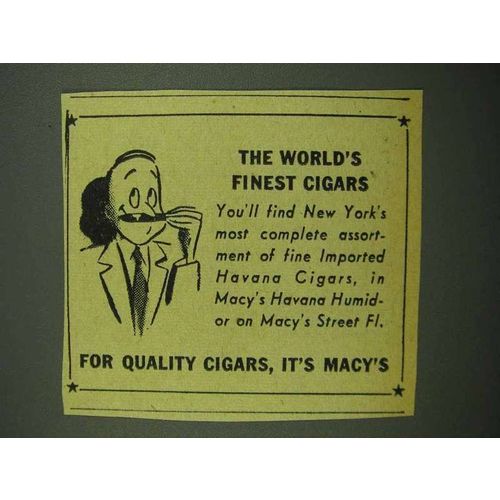 THE WORLD'S
FINEST CIGARS
You'll find New York's
most complete assort-
ment of fine Imported
Havana Cigars, in
Macy's Havana Humid-
or on Macy's Street Fl.
FOR QUALITY CIGARS, IT'S MACY'S